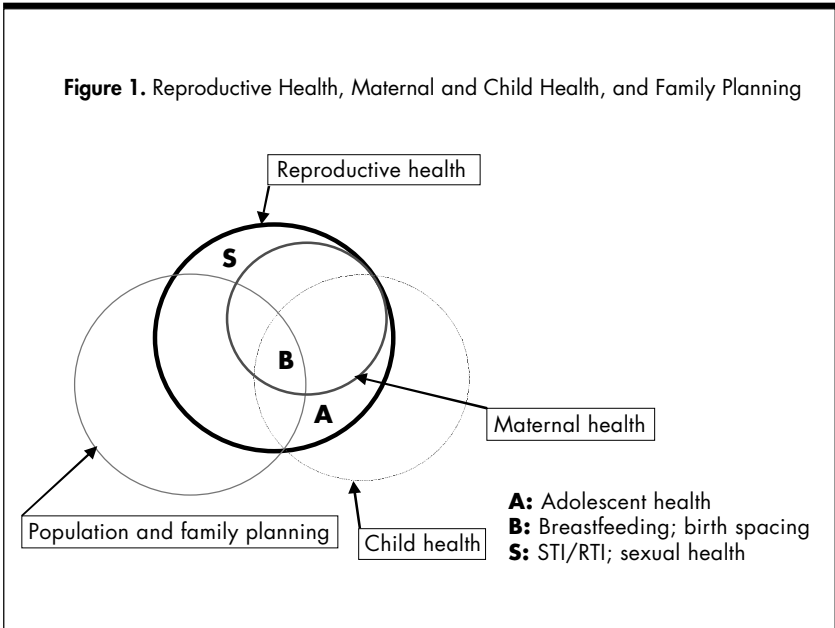 Figure 1. Reproductive Health, Maternal and Child Health, and Family Planning
Reproductive health
S
B
A
Maternal health
Population and family planning
Child health
A: Adolescent health
B: Breastfeeding; birth spacing
S: STI/RTI; sexual health